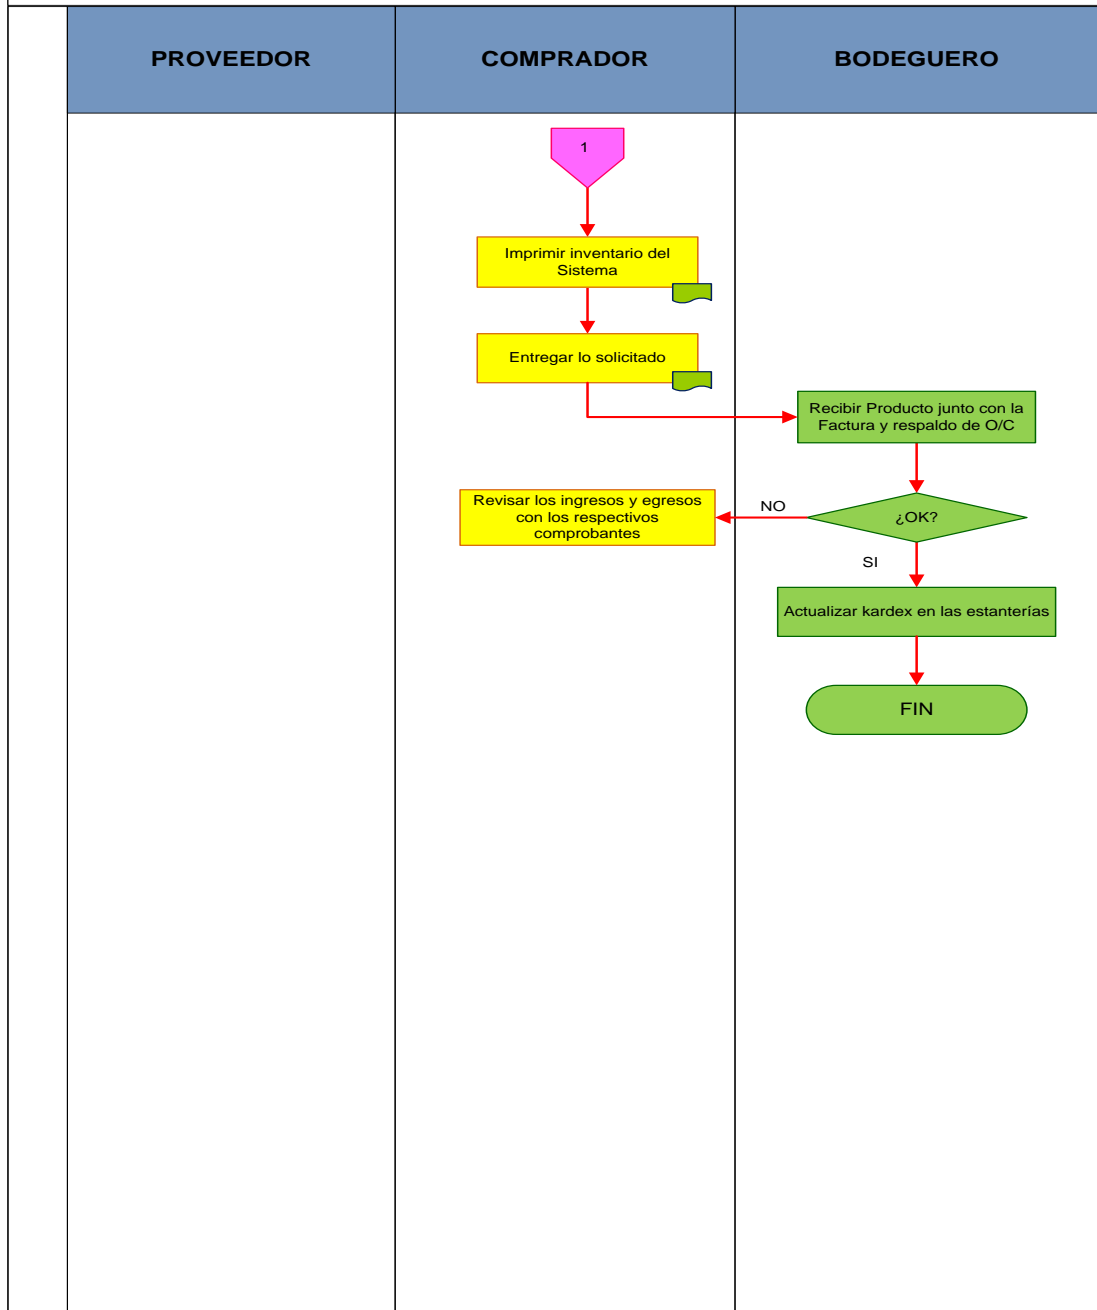 PROVEEDOR
COMPRADOR
BODEGUERO
1
Imprimir inventario del
Sistema
Entregar lo solicitado
Recibir Producto junto con la
Factura y respaldo de O/C
Revisar los ingresos y egresos
con los respectivos
comprobantes
NO
¿OK?
SI
Actualizar kardex en las estanterías
FIN